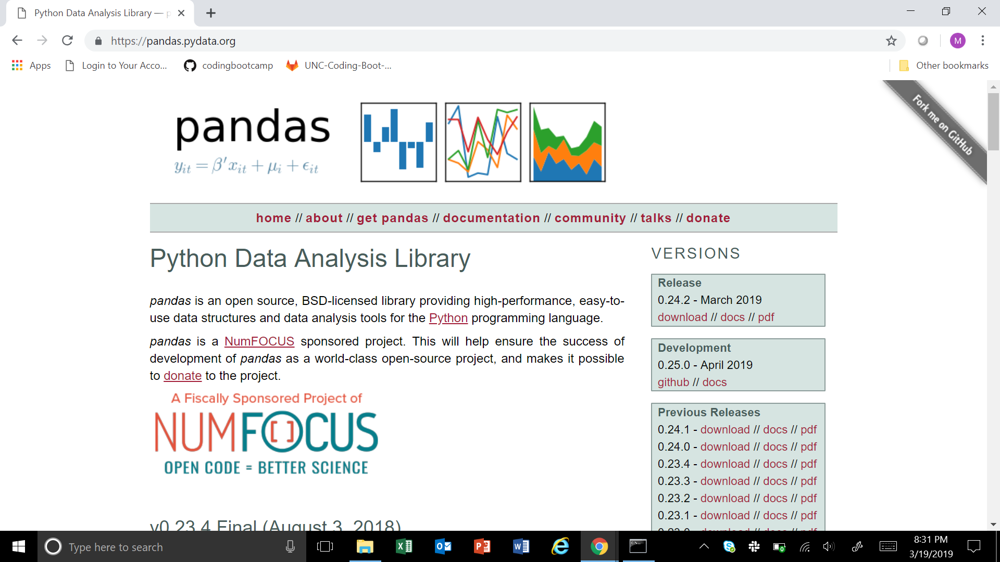 Python Data Analysis Library —
https://pandas.pydata.org
M
Apps
Login to Your Acco...
codingbootcamp
UNC-Coding-Boot-...
Other bookmarks
Fork me on GitHub
pandas
y_it = β′x_it + μ_i + ϵ_it
home // about // get pandas // documentation // community // talks // donate
Python Data Analysis Library
pandas is an open source, BSD-licensed library providing high-performance, easy-to-
use data structures and data analysis tools for the Python programming language.
pandas is a NumFOCUS sponsored project. This will help ensure the success of
development of pandas as a world-class open-source project, and makes it possible
to donate to the project.
A Fiscally Sponsored Project of
NUMFOCUS
OPEN CODE = BETTER SCIENCE
v0.23.4 Final (August 3, 2018)
VERSIONS
Release
0.24.2 - March 2019
download // docs // pdf
Development
0.25.0 - April 2019
github // docs
Previous Releases
0.24.1 - download // docs // pdf
0.24.0 - download // docs // pdf
0.23.4 - download // docs // pdf
0.23.3 - download // docs // pdf
0.23.2 - download // docs // pdf
0.23.1 - download // docs // pdf
Type here to search
8:31 PM
3/19/2019